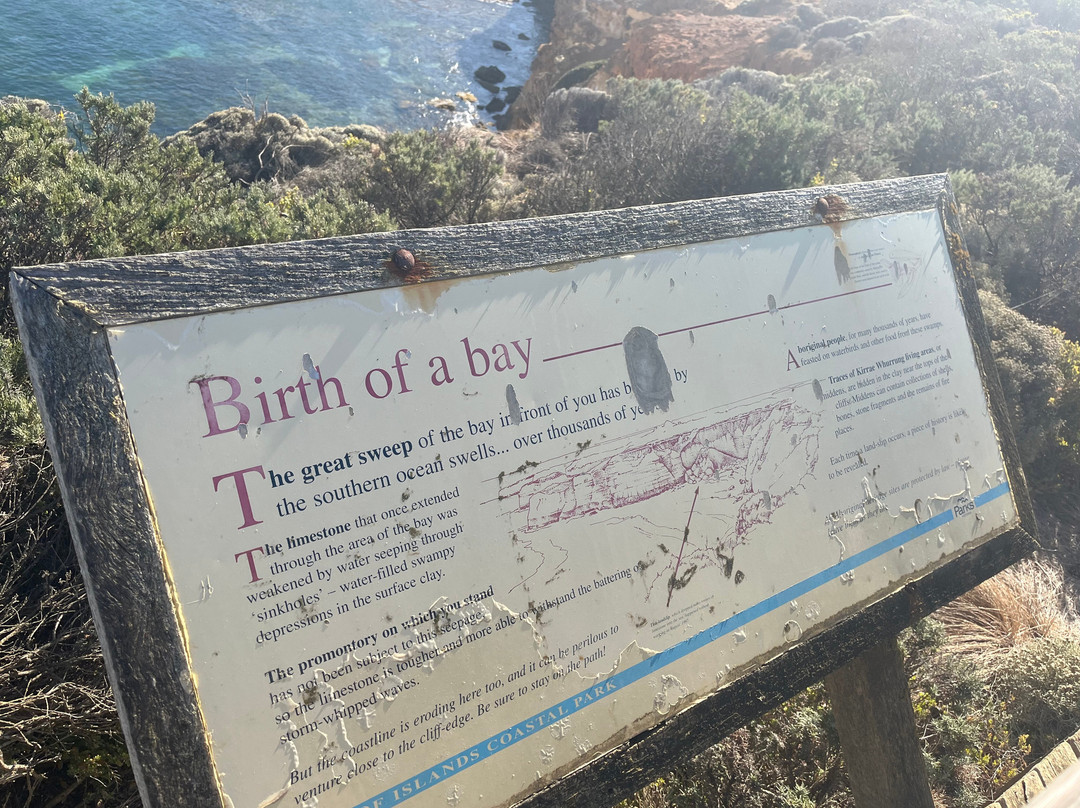 Birth of a bay
The great sweep of the bay in front of you has by
the southern ocean swells... over thousands of
The limestone that once extended
through the area of the bay was
weakened by water seeping through
'sinkholes' – water-filled swampy
depressions in the surface clay.
The promontory on which you stand
has not been subject to this seepage,
so the limestone is tougher and more able to withstand the battering of
storm-whipped waves.
But the coastline is eroding here too, and it can be perilous to
venture close to the cliff-edge. Be sure to stay on the path!
Aboriginal people, for many thousands of years, have
feasted on waterbirds and other food from these swamps.
Traces of Kirrae Whurrung living areas, or
middens, are hidden in the clay near the tops of the
cliffs. Middens can contain collections of shells,
bones, stone fragments and the remains of fire
places.
Each time a land-slip occurs, a piece of history is likely
to be revealed.
sites are protected by law
OF ISLANDS COASTAL PARK
Parks